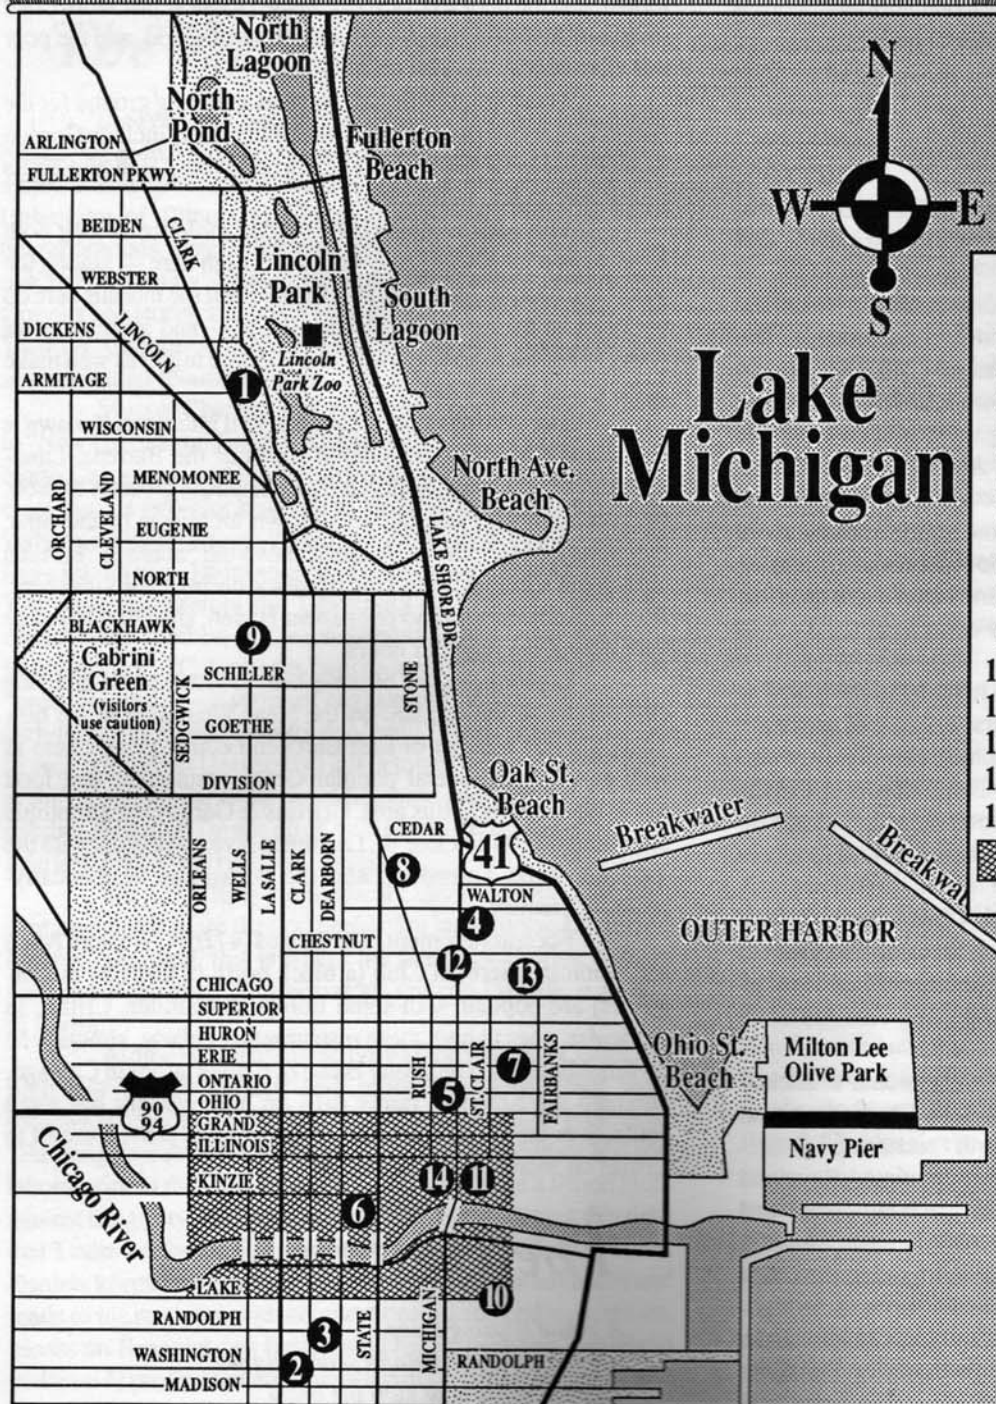 North
Lagoon
North
Pond
ARLINGTON
FULLERTON PKWY.
Fullerton
Beach
N
W
E
S
BEIDEN
CLARK
WEBSTER
Lincoln
Park
South
Lagoon
DICKENS
LINCOLN
Lincoln
Park Zoo
ARMITAGE
1
Lake
Michigan
WISCONSIN
MENOMONEE
North Ave.
Beach
ORCHARD
CLEVELAND
EUGENIE
LAKE SHORE DR.
NORTH
BLACKHAWK
9
Cabrini
Green
(visitors
use caution)
SCHILLER
STONE
SEDGWICK
GOETHE
DIVISION
Oak St.
Beach
CEDAR
41
Breakwater
8
ORLEANS
WELLS
LASALLE
CLARK
DEARBORN
WALTON
4
CHESTNUT
OUTER HARBOR
12
13
CHICAGO
SUPERIOR
HURON
ERIE
ONTARIO
OHIO
GRAND
ILLINOIS
KINZIE
RUSH
ST. CLAIR
FAIRBANKS
7
5
Ohio St.
Beach
Milton Lee
Olive Park
Navy Pier
90
94
Chicago River
14
11
6
LAKE
10
RANDOLPH
3
STATE
MICHIGAN
WASHINGTON
2
RANDOLPH
MADISON
1
1
1
1
1